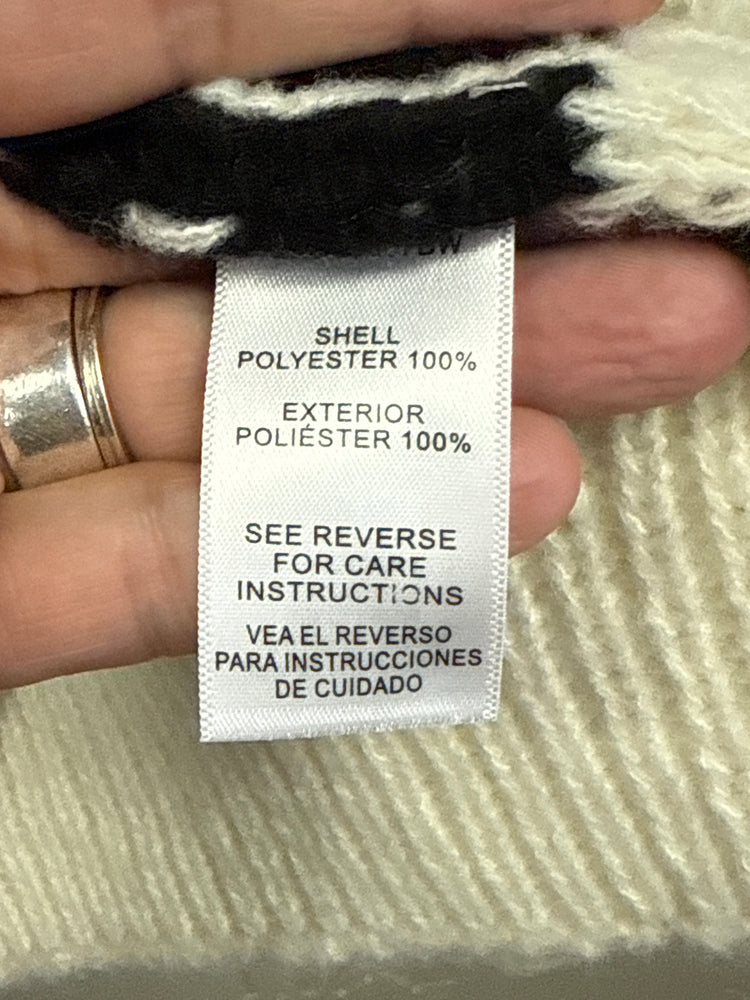 SHELL
POLYESTER 100%
EXTERIOR
POLIÉSTER 100%
SEE REVERSE
FOR CARE
INSTRUCTIONS
VEA EL REVERSO
PARA INSTRUCCIONES
DE CUIDADO